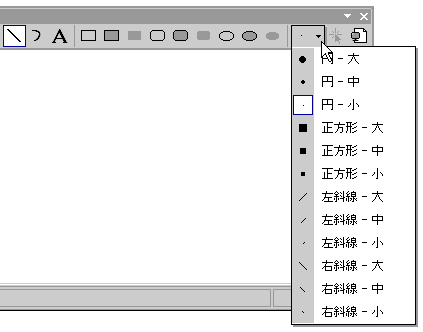 A
円 - 大
円 - 中
円 - 小
正方形 - 大
正方形 - 中
正方形 - 小
左斜線 - 大
左斜線 - 中
左斜線 - 小
右斜線 - 大
右斜線 - 中
右斜線 - 小